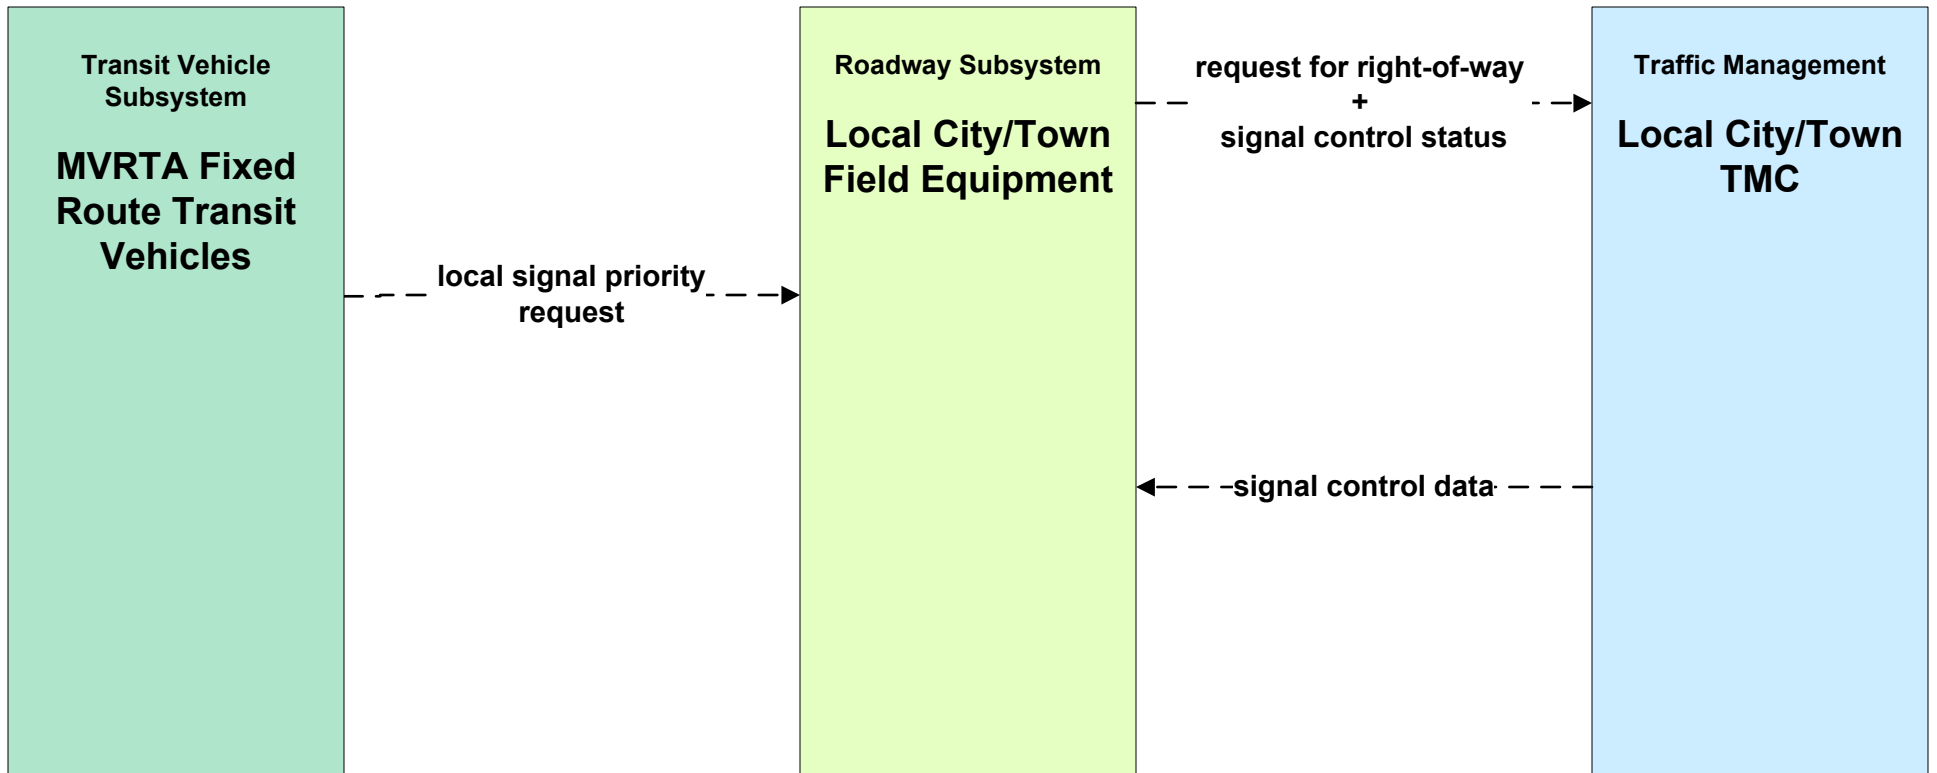 Transit Vehicle
Subsystem
MVRTA Fixed
Route Transit
Vehicles
local signal priority
request
Roadway Subsystem
Local City/Town
Field Equipment
request for right-of-way
+
signal control status
signal control data
Traffic Management
Local City/Town
TMC